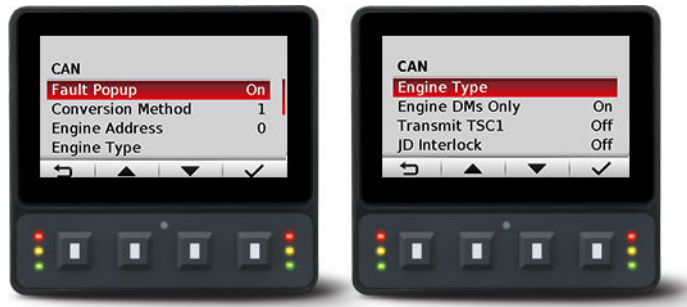 CAN
Fault Popup On
Conversion Method 1
Engine Address 0
Engine Type
CAN
Engine Type
Engine DMs Only On
Transmit TSC1 Off
JD Interlock Off